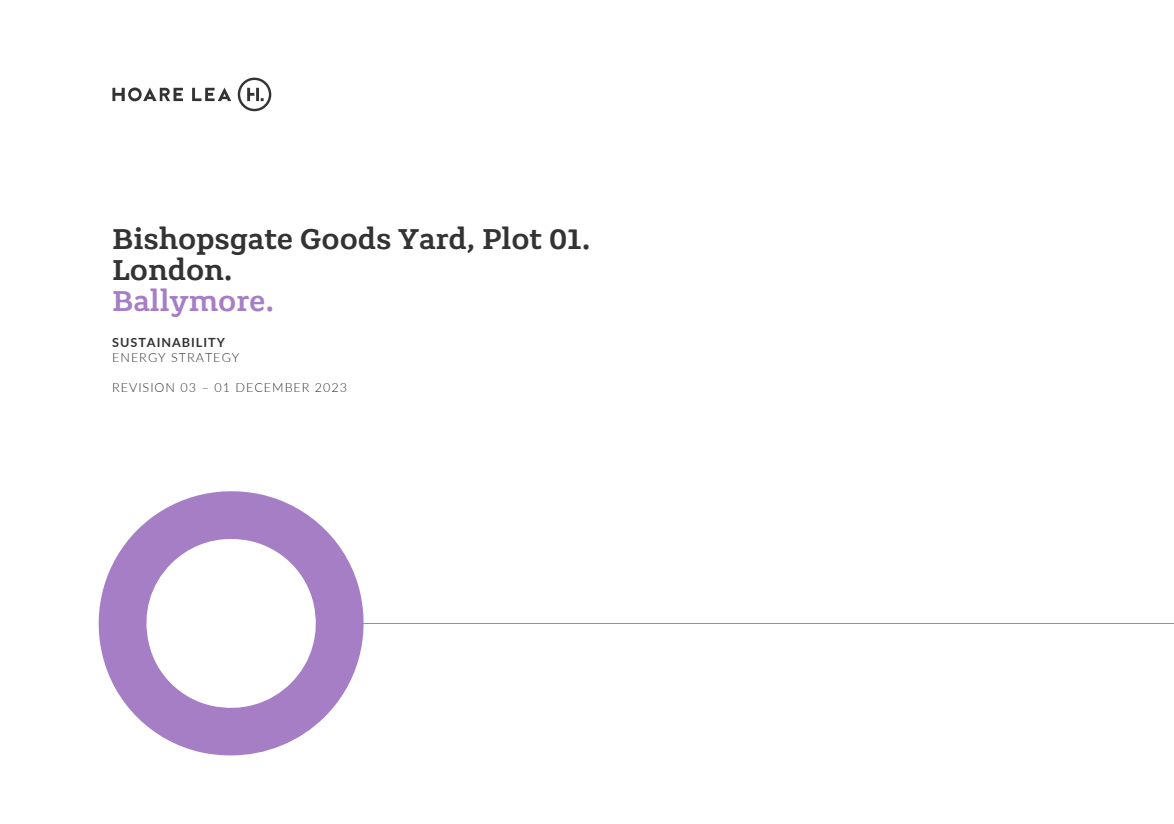 HOARE LEA H.
Bishopsgate Goods Yard, Plot 01.
London.
Ballymore.
SUSTAINABILITY
ENERGY STRATEGY
REVISION 03 – 01 DECEMBER 2023